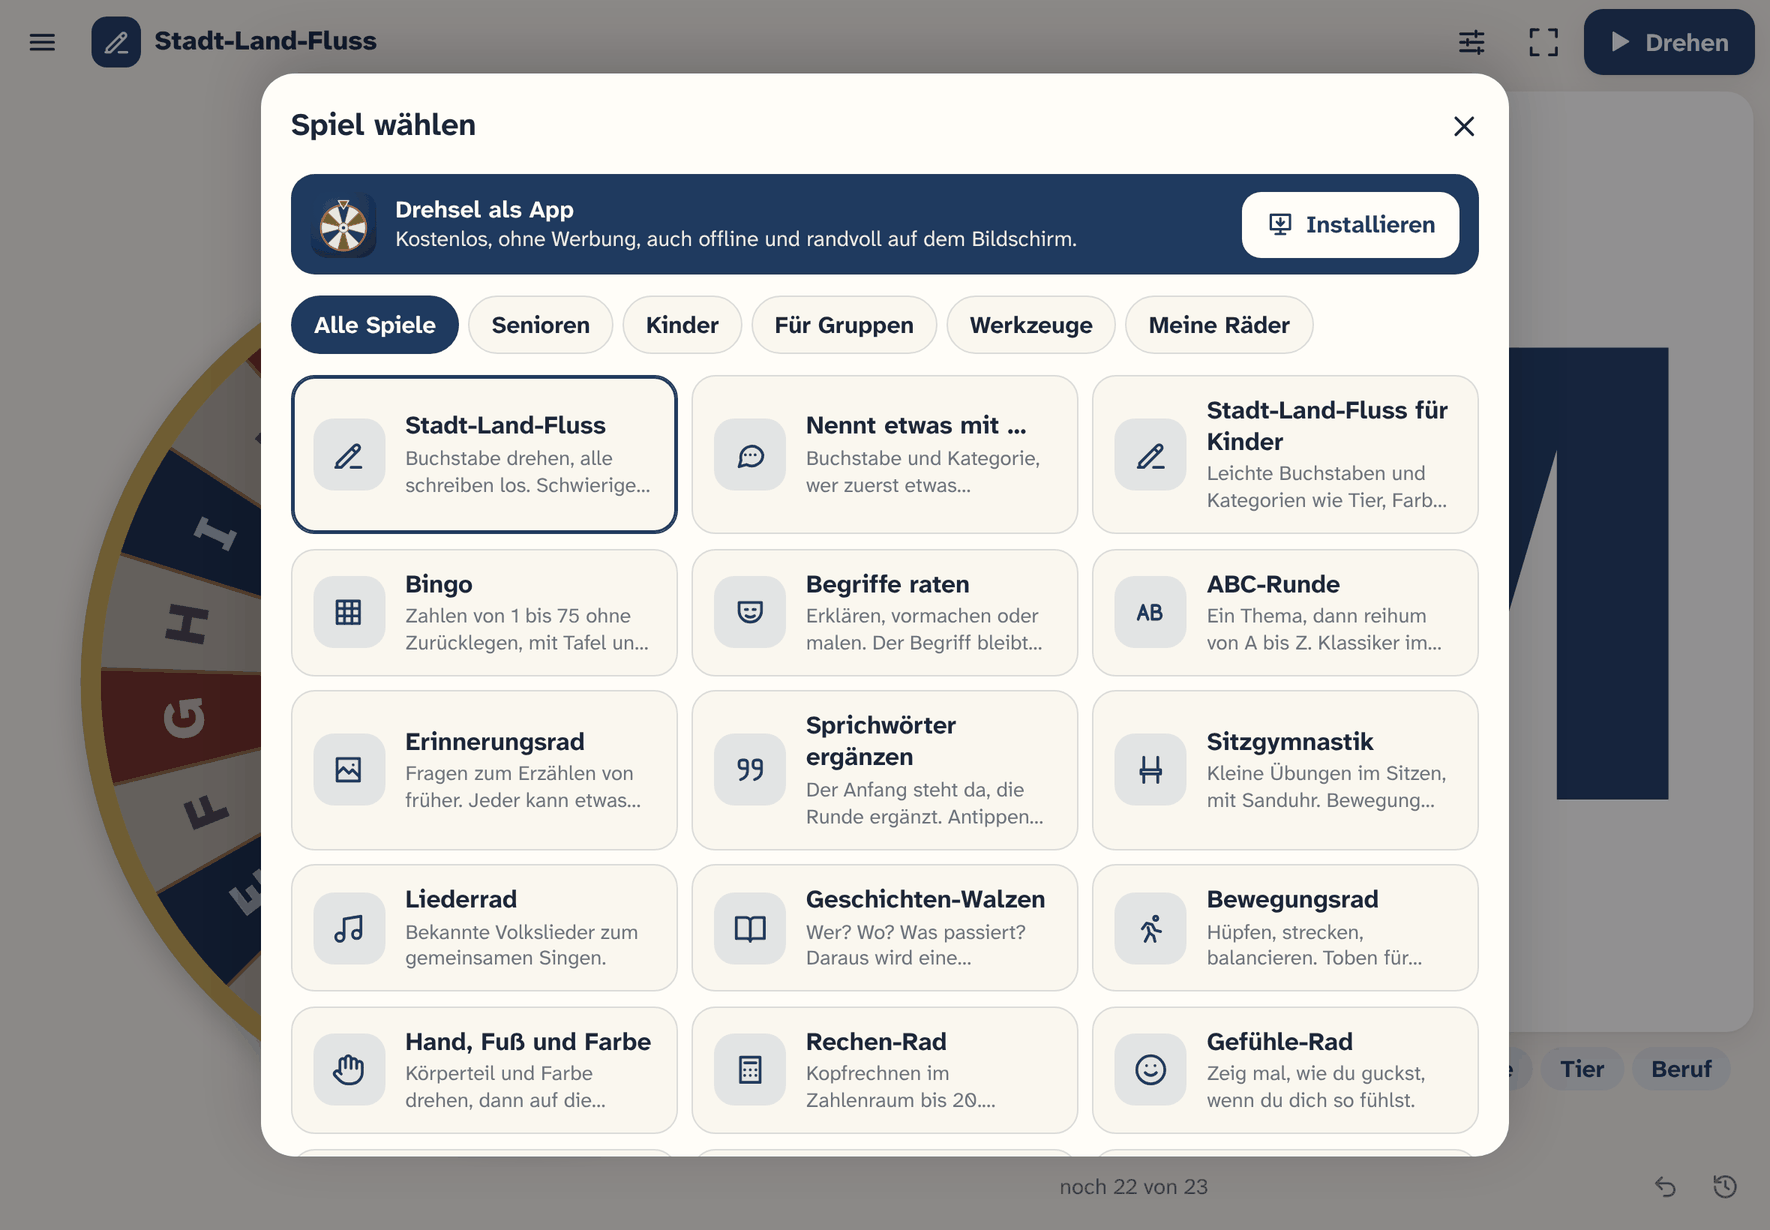 Stadt-Land-Fluss
Drehen
Spiel wählen
Drehsel als App
Kostenlos, ohne Werbung, auch offline und randvoll auf dem Bildschirm.
Installieren
Alle Spiele
Senioren
Kinder
Für Gruppen
Werkzeuge
Meine Räder
Stadt-Land-Fluss
Buchstabe drehen, alle
schreiben los. Schwierige...
Nennt etwas mit ...
Buchstabe und Kategorie,
wer zuerst etwas...
Stadt-Land-Fluss für
Kinder
Leichte Buchstaben und
Kategorien wie Tier, Farb...
Bingo
Zahlen von 1 bis 75 ohne
Zurücklegen, mit Tafel un...
Begriffe raten
Erklären, vormachen oder
malen. Der Begriff bleibt...
AB
ABC-Runde
Ein Thema, dann reihum
von A bis Z. Klassiker im...
Erinnerungsrad
Fragen zum Erzählen von
früher. Jeder kann etwas...
Sprichwörter
ergänzen
Der Anfang steht da, die
Runde ergänzt. Antippen...
Sitzgymnastik
Kleine Übungen im Sitzen,
mit Sanduhr. Bewegung...
Liederrad
Bekannte Volkslieder zum
gemeinsamen Singen.
Geschichten-Walzen
Wer? Wo? Was passiert?
Daraus wird eine...
Bewegungsrad
Hüpfen, strecken,
balancieren. Toben für...
Hand, Fuß und Farbe
Körperteil und Farbe
drehen, dann auf die...
Rechen-Rad
Kopfrechnen im
Zahlenraum bis 20....
Gefühle-Rad
Zeig mal, wie du guckst,
wenn du dich so fühlst.
I
H
G
F
E
Tier
Beruf
noch 22 von 23